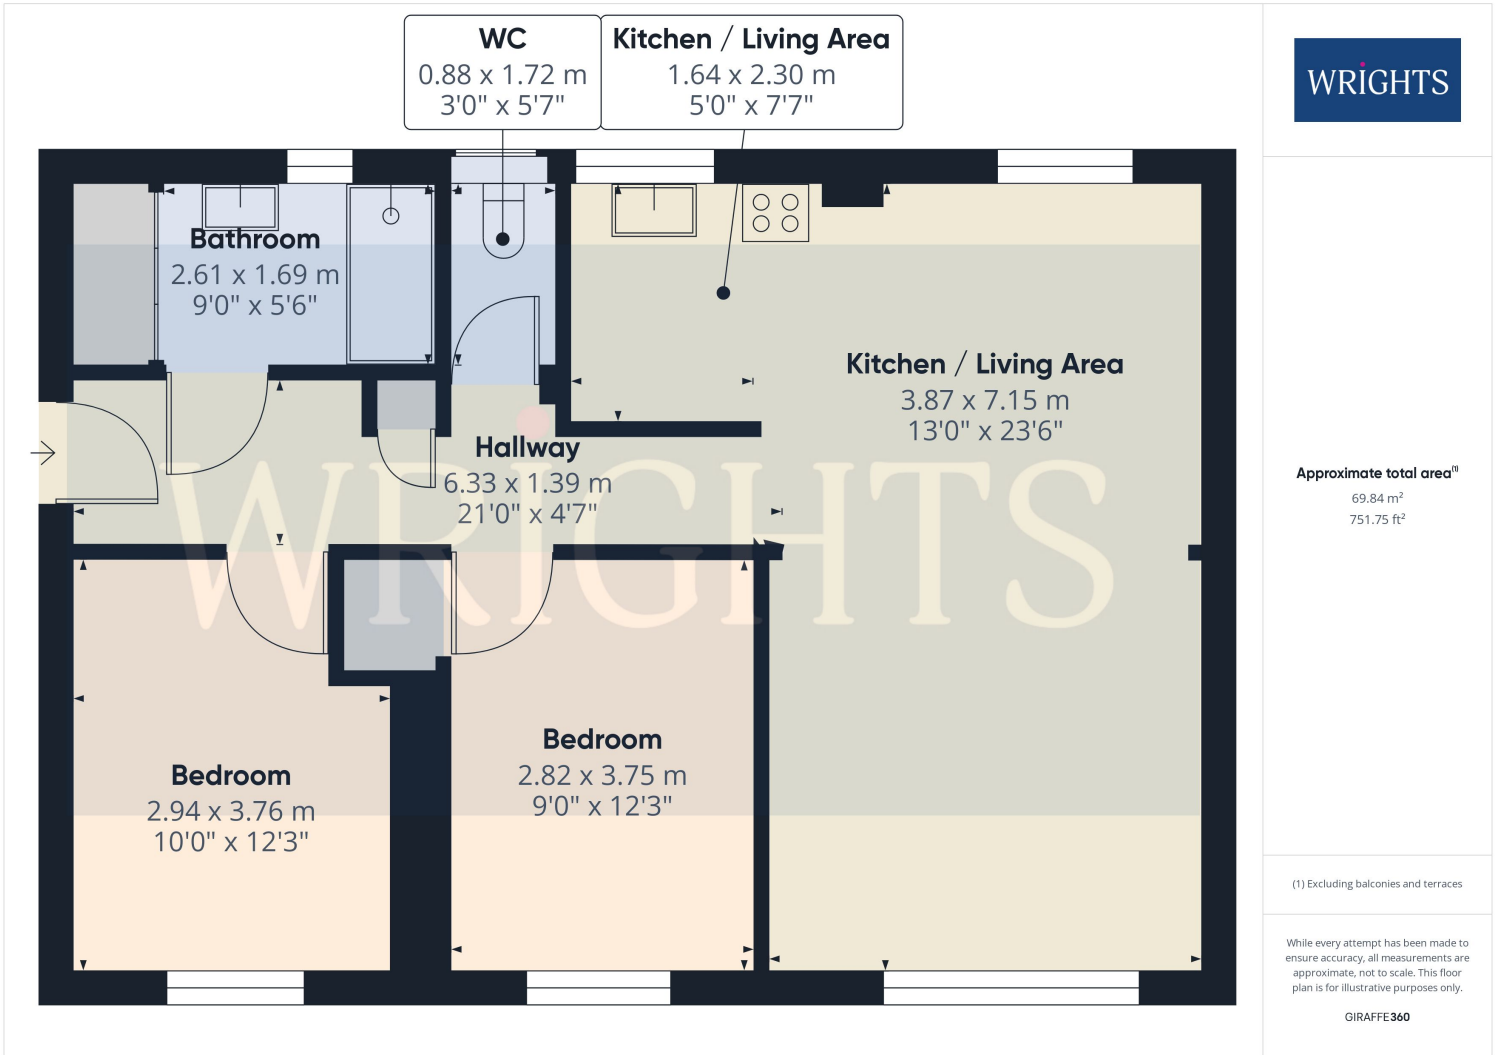 WC
0.88 x 1.72 m
3'0" x 5'7"
Kitchen / Living Area
1.64 x 2.30 m
5'0" x 7'7"
WRiGHTS
Bathroom
2.61 x 1.69 m
9'0" x 5'6"
Kitchen / Living Area
3.87 x 7.15 m
13'0" x 23'6"
Hallway
6.33 x 1.39 m
21'0" x 4'7"
WRiGHTS
Approximate total area⁽¹⁾
69.84 m²
751.75 ft²
Bedroom
2.94 x 3.76 m
10'0" x 12'3"
Bedroom
2.82 x 3.75 m
9'0" x 12'3"
(1) Excluding balconies and terraces
While every attempt has been made to
ensure accuracy, all measurements are
approximate, not to scale. This floor
plan is for illustrative purposes only.
GIRAFFE360